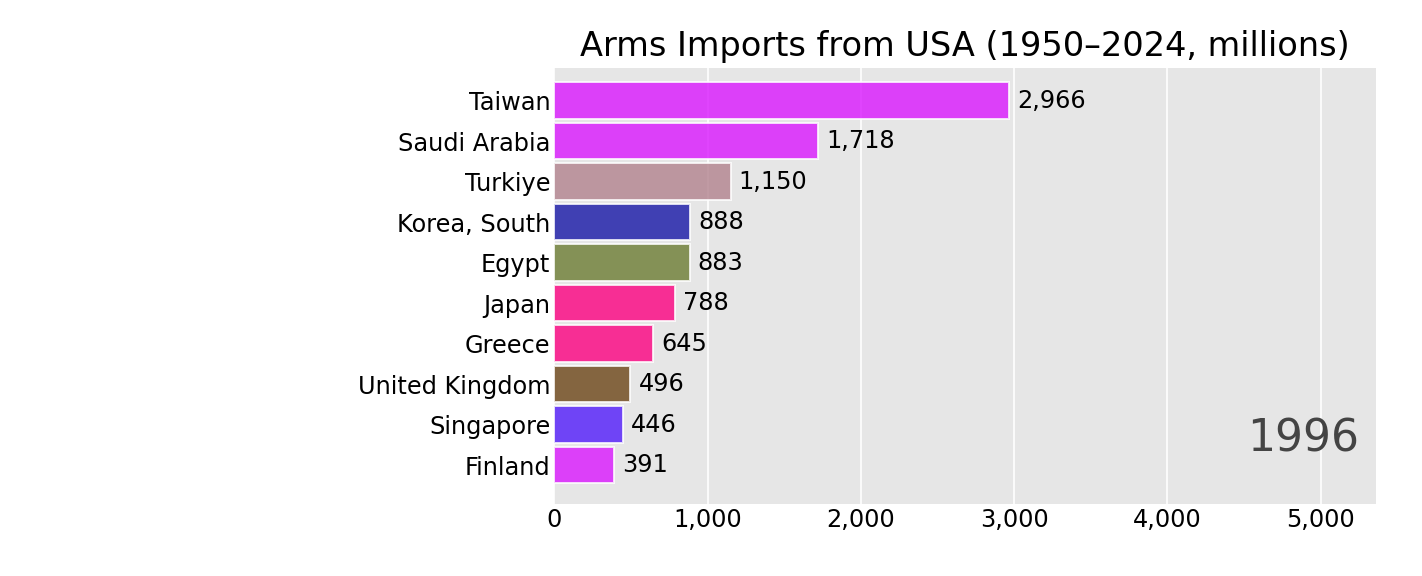 Arms Imports from USA (1950–2024, millions)
Taiwan 2,966
Saudi Arabia 1,718
Turkiye 1,150
Korea, South 888
Egypt 883
Japan 788
Greece 645
United Kingdom 496
Singapore 446
Finland 391
1996
0 1,000 2,000 3,000 4,000 5,000